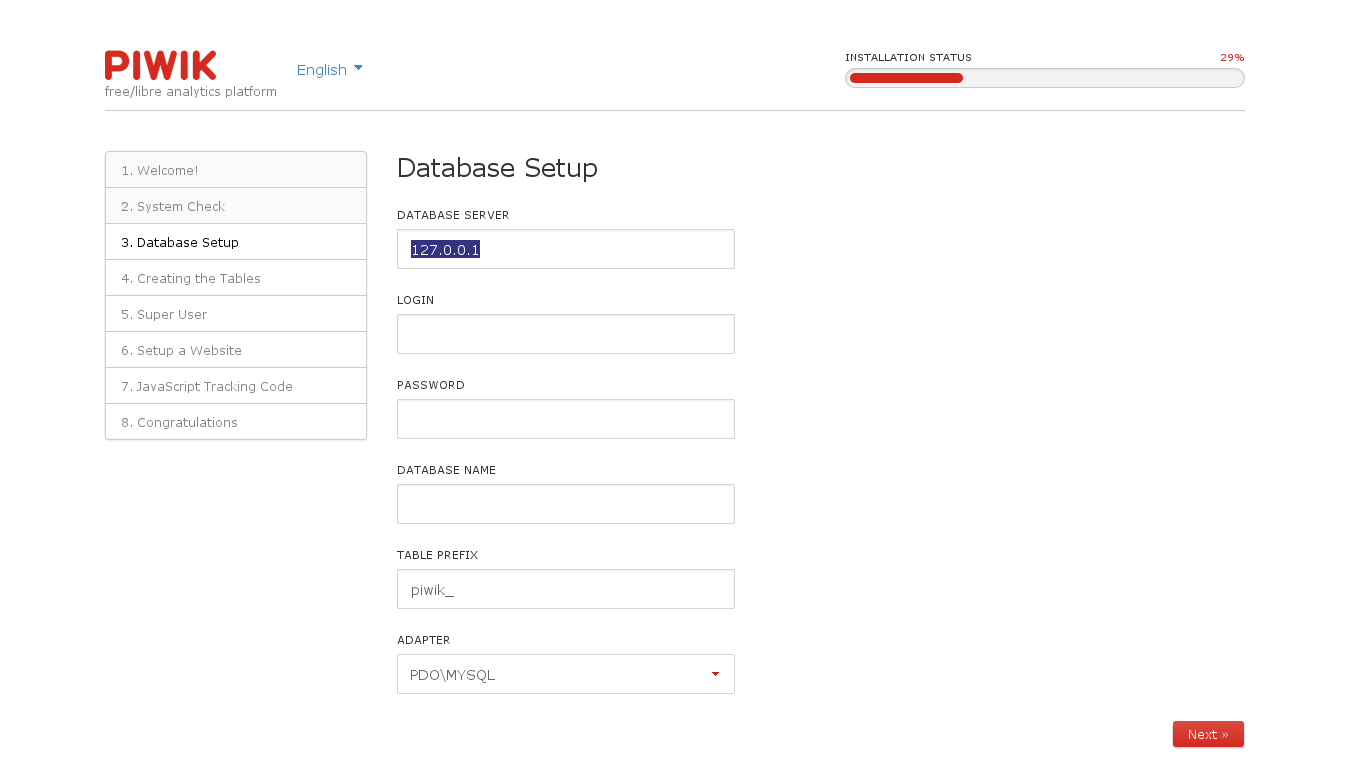 PIWIK
free/libre analytics platform
English
INSTALLATION STATUS 29%
1. Welcome!
2. System Check
3. Database Setup
4. Creating the Tables
5. Super User
6. Setup a Website
7. JavaScript Tracking Code
8. Congratulations
Database Setup
DATABASE SERVER
127.0.0.1
LOGIN
PASSWORD
DATABASE NAME
TABLE PREFIX
piwik_
ADAPTER
PDO\MYSQL
Next »